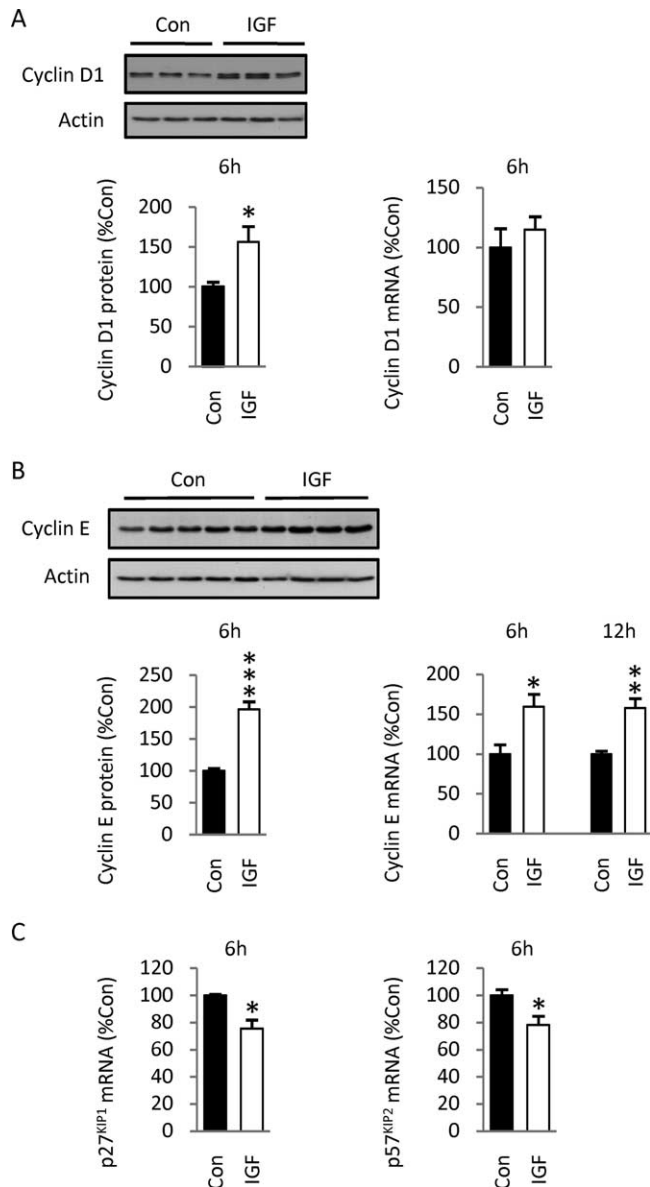 A
Con IGF
Cyclin D1
Actin
6h
Cyclin D1 protein (%Con)
200
150
100
50
0
*
Con
IGF
6h
Cyclin D1 mRNA (%Con)
150
100
50
0
Con
IGF
B
Con IGF
Cyclin E
Actin
6h
Cyclin E protein (%Con)
250
200
150
100
50
0
***
Con
IGF
6h 12h
Cyclin E mRNA (%Con)
200
150
100
50
0
*
**
Con
IGF
Con
IGF
C
6h
p27KIP1 mRNA (%Con)
120
100
80
60
40
20
0
*
Con
IGF
6h
p57KIP2 mRNA (%Con)
120
100
80
60
40
20
0
*
Con
IGF